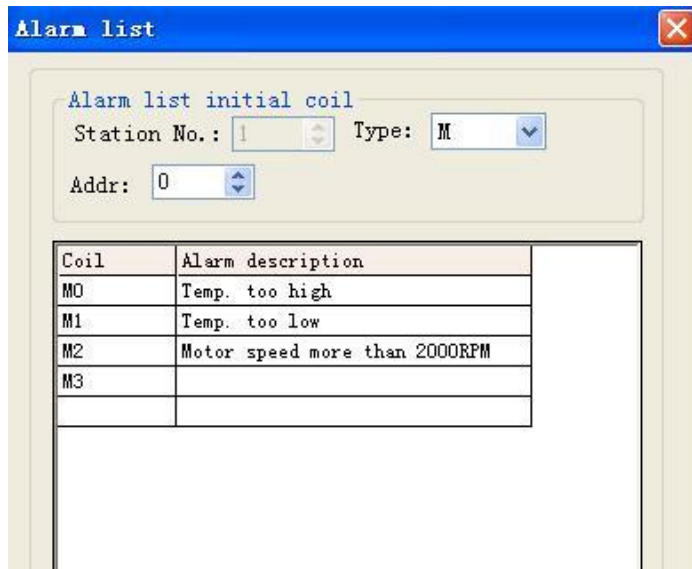 Alarm list
Alarm list initial coil
Station No.: 1 Type: M
Addr: 0
Coil Alarm description
M0 Temp. too high
M1 Temp. too low
M2 Motor speed more than 2000RPM
M3